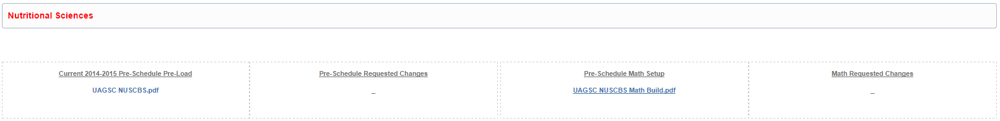 Nutritional Sciences
Current 2014-2015 Pre-Schedule Pre-Load
UAGSC NUSCBS.pdf
Pre-Schedule Requested Changes
_
Pre-Schedule Math Setup
UAGSC NUSCBS Math Build.pdf
Math Requested Changes
_